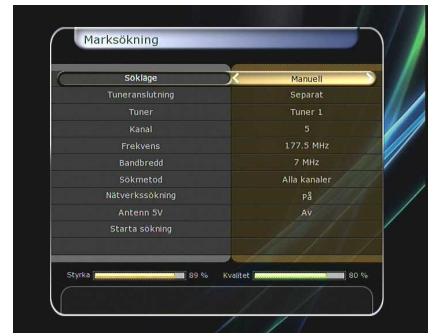 Marksökning
Sökläge Manuell
Tuneranslutning Separat
Tuner Tuner 1
Kanal 5
Frekvens 177.5 MHz
Bandbredd 7 MHz
Sökmetod Alla kanaler
Nätverkssökning På
Antenn 5V Av
Starta sökning
Styrka 89 % Kvalitet 80 %